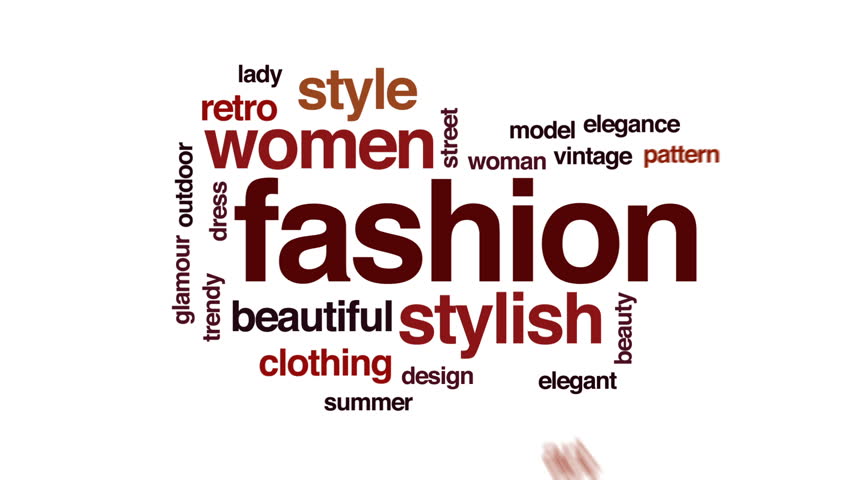 lady
style
retro
women
street
model
elegance
woman
vintage
pattern
outdoor
dress
fashion
glamour
trendy
beautiful
stylish
beauty
clothing
design
elegant
summer